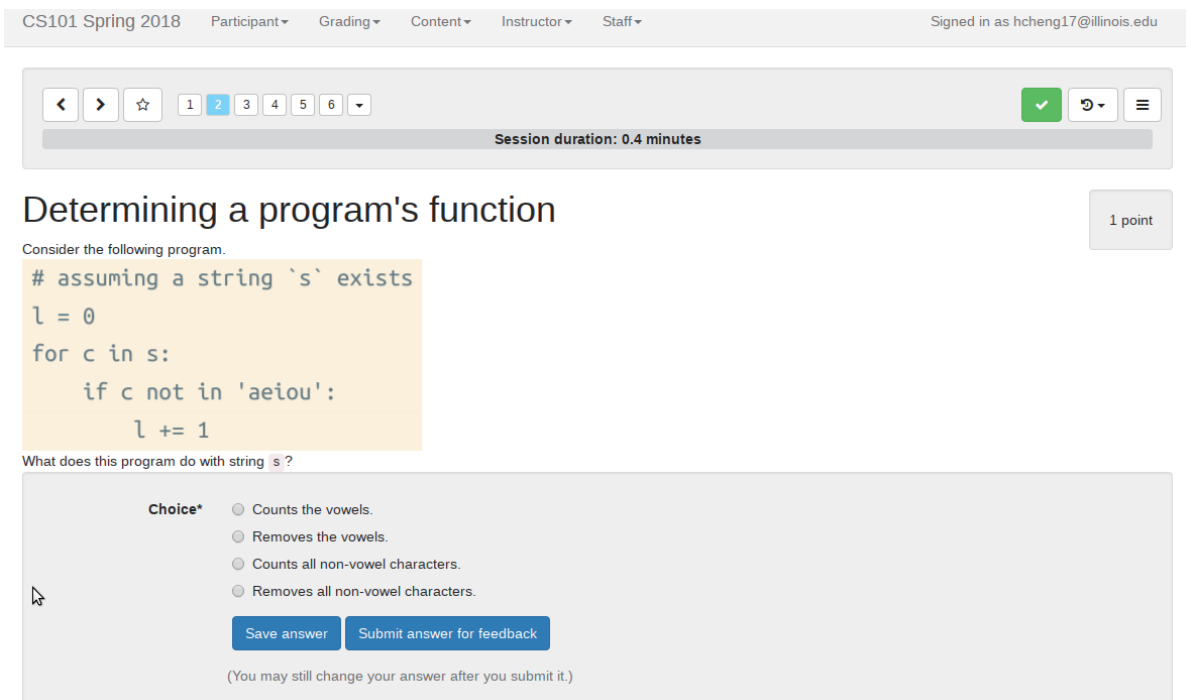 CS101 Spring 2018 Participant Grading Content Instructor Staff Signed in as hcheng17@illinois.edu
1 2 3 4 5 6
Session duration: 0.4 minutes
Determining a program's function
1 point
Consider the following program.
# assuming a string `s` exists
l = 0
for c in s:
    if c not in 'aeiou':
        l += 1
What does this program do with string s?
Choice*
Counts the vowels.
Removes the vowels.
Counts all non-vowel characters.
Removes all non-vowel characters.
Save answer Submit answer for feedback
(You may still change your answer after you submit it.)